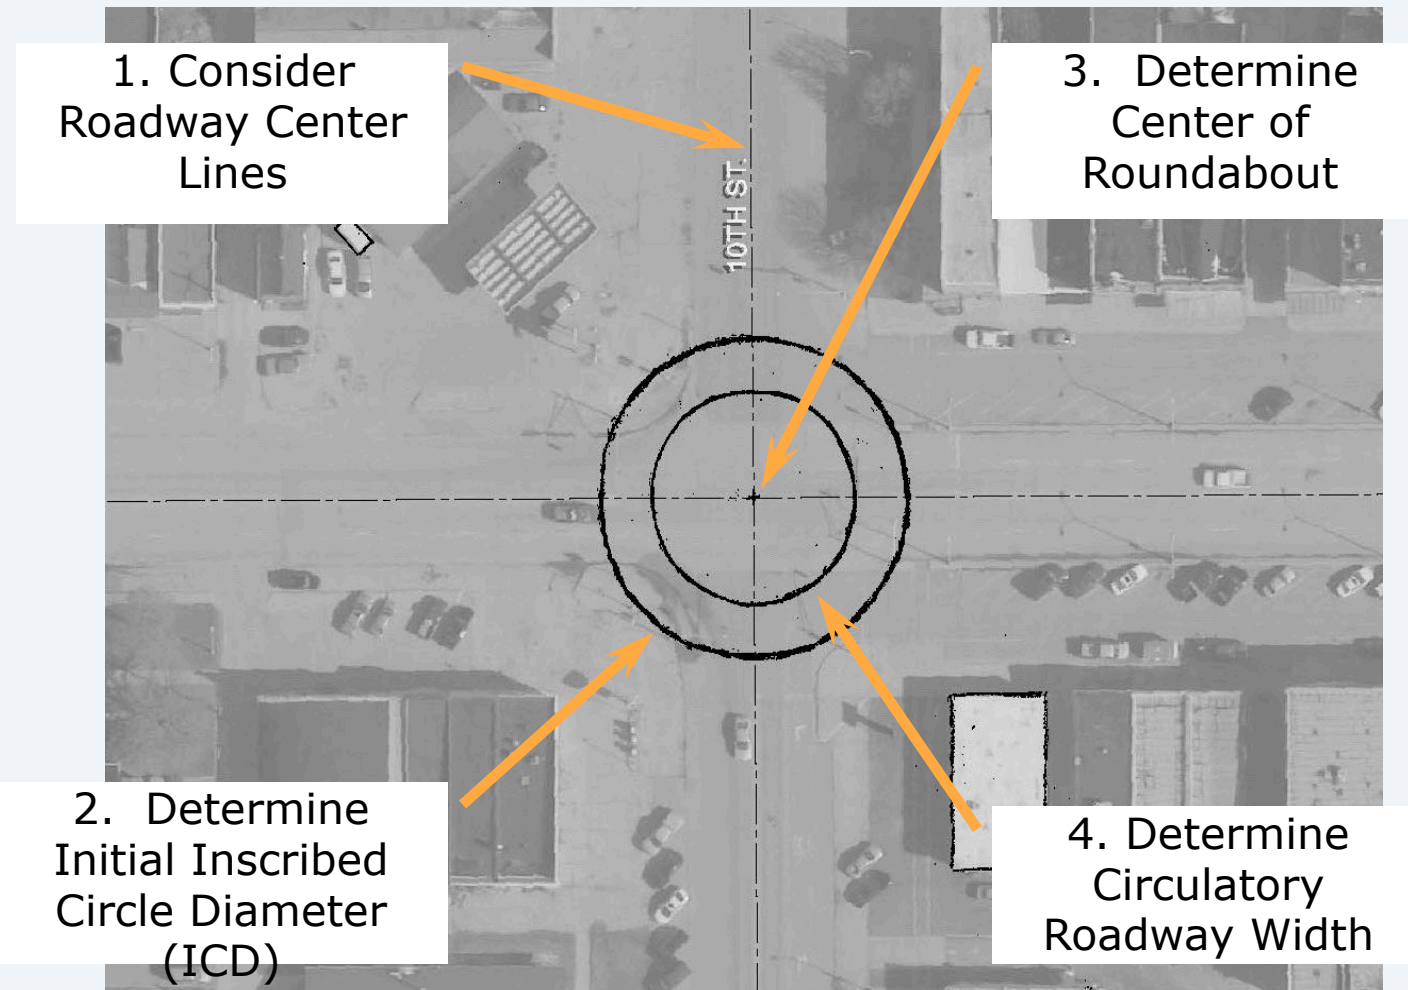 1. Consider
Roadway Center
Lines
3. Determine
Center of
Roundabout
10TH ST.
2. Determine
Initial Inscribed
Circle Diameter
(ICD)
4. Determine
Circulatory
Roadway Width